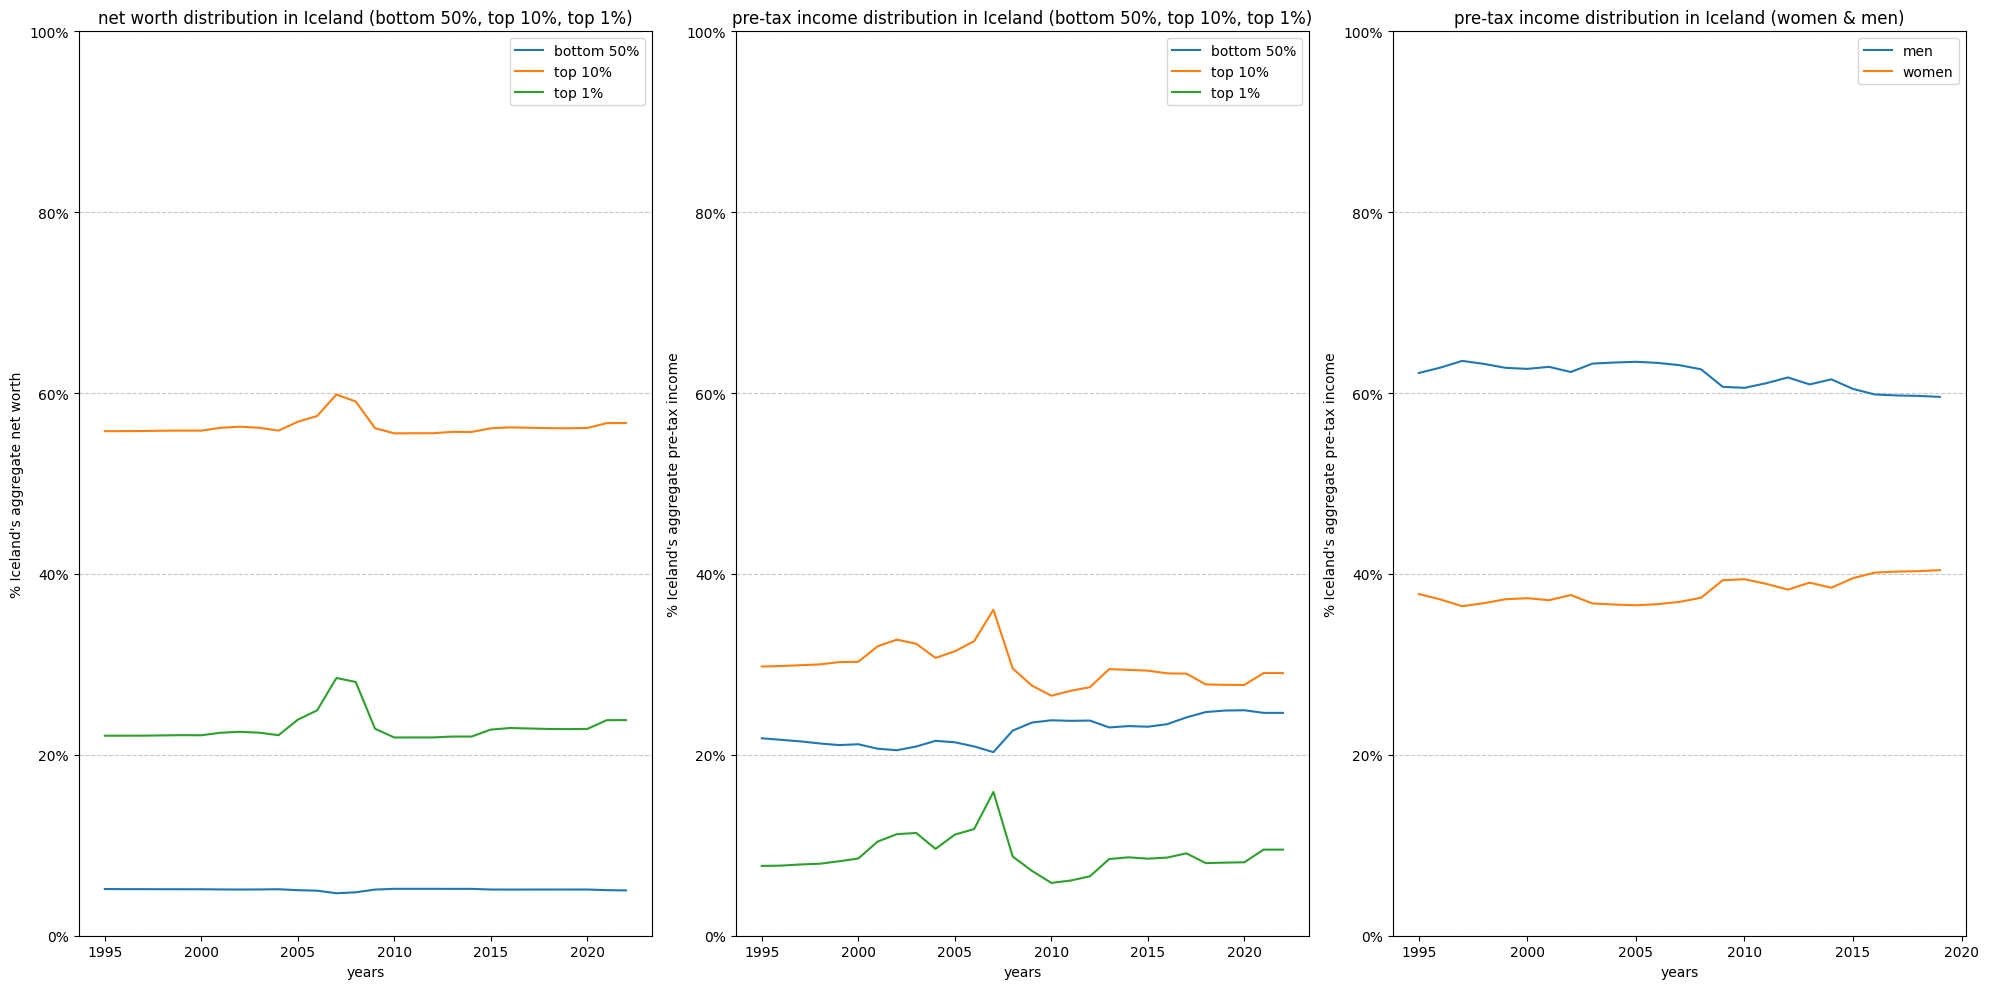 net worth distribution in Iceland (bottom 50%, top 10%, top 1%)
100%
80%
60%
40%
20%
0%
% Iceland's aggregate net worth
bottom 50%
top 10%
top 1%
1995
2000
2005
2010
2015
2020
years
pre-tax income distribution in Iceland (bottom 50%, top 10%, top 1%)
100%
80%
60%
40%
20%
0%
% Iceland's aggregate pre-tax income
bottom 50%
top 10%
top 1%
1995
2000
2005
2010
2015
2020
years
pre-tax income distribution in Iceland (women & men)
100%
80%
60%
40%
20%
0%
% Iceland's aggregate pre-tax income
men
women
1995
2000
2005
2010
2015
2020
years